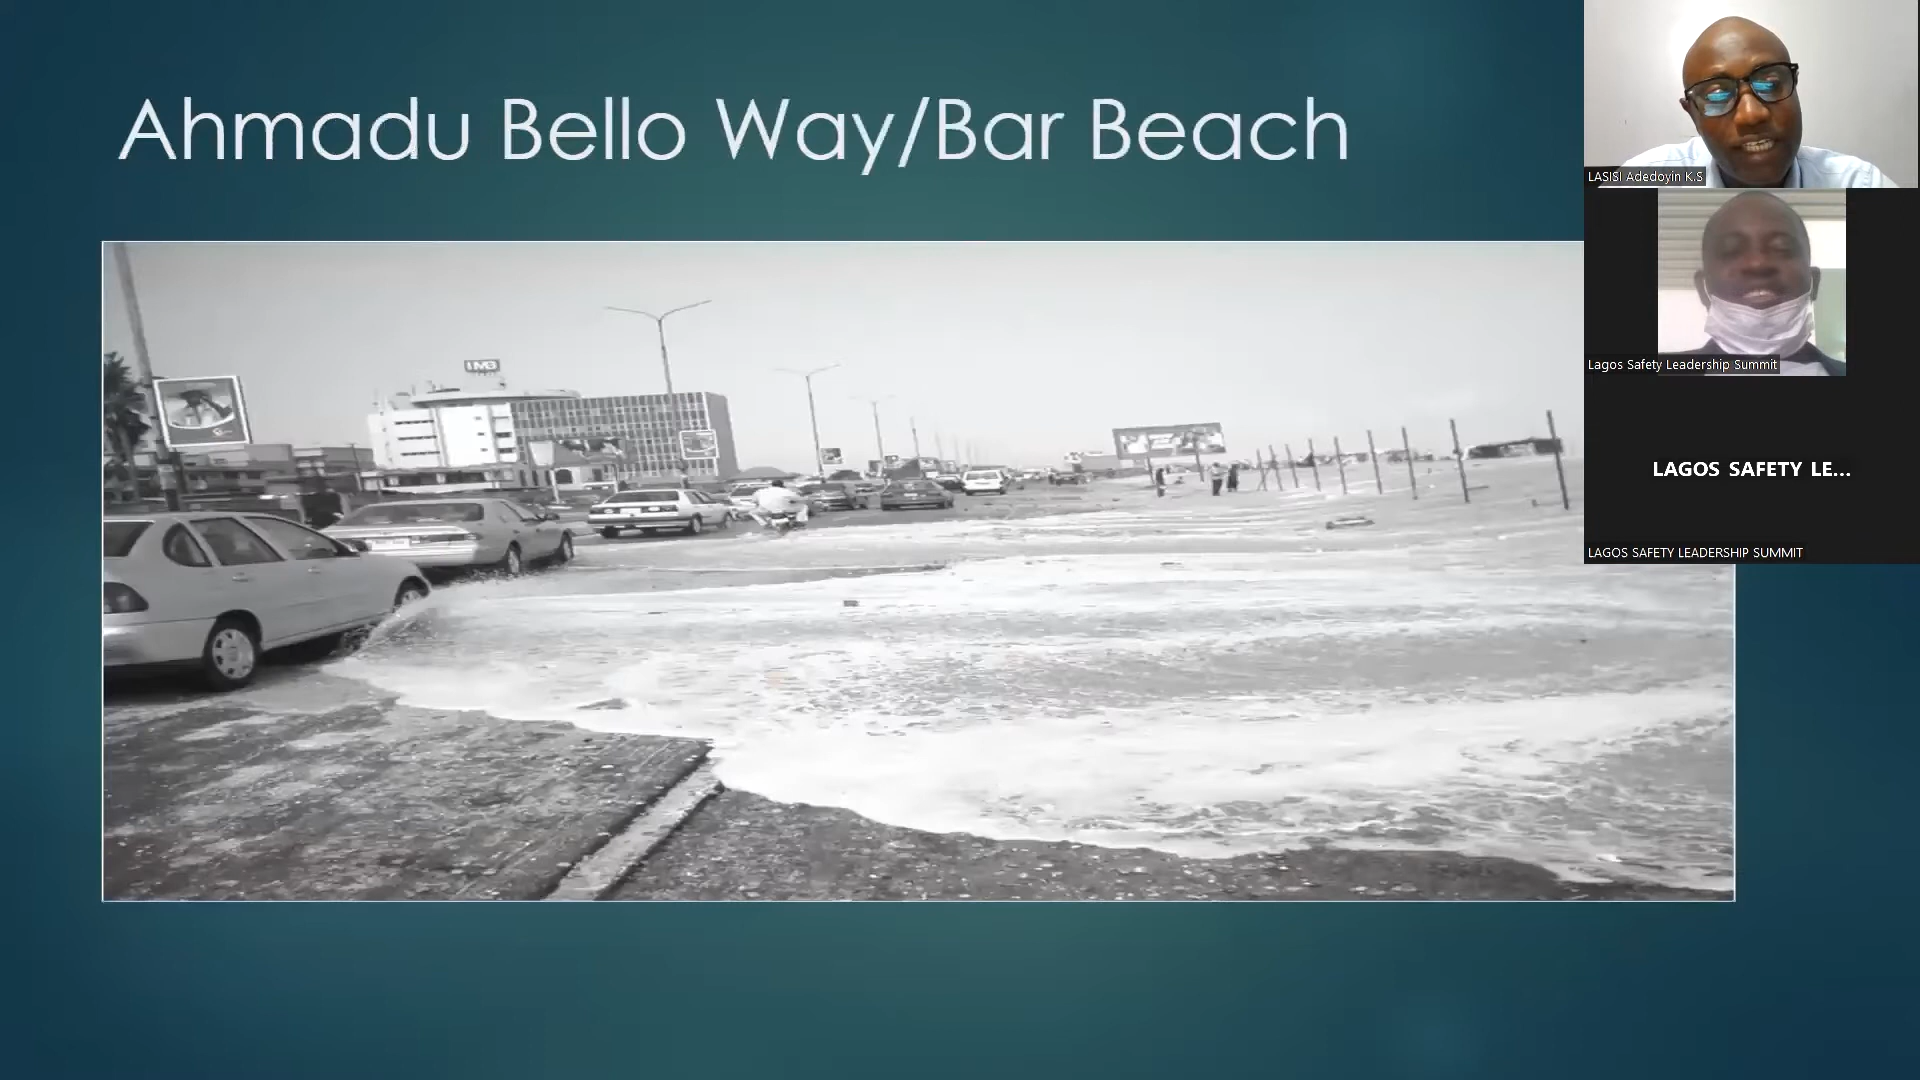 Ahmadu Bello Way/Bar Beach
LASISI Adedoyin K.S
Lagos Safety Leadership Summit
LAGOS SAFETY LE...
LAGOS SAFETY LEADERSHIP SUMMIT